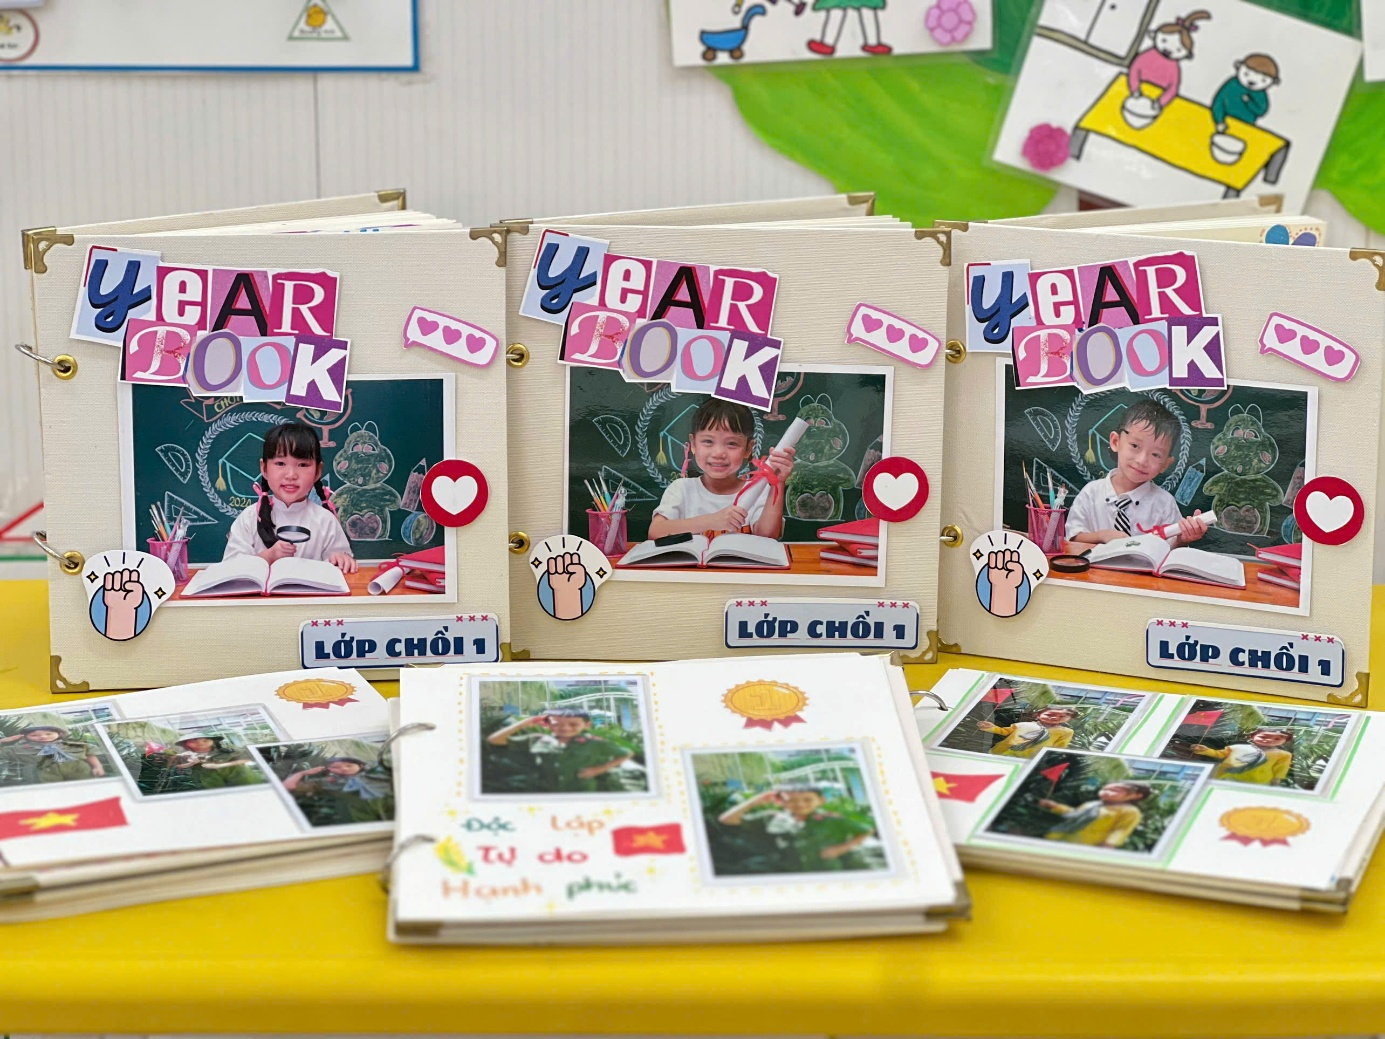 YEAR
BOOK
YEAR
BOOK
YEAR
BOOK
2024
LỚP CHỒI 1
LỚP CHỒI 1
LỚP CHỒI 1
Độc Lập
Tự do
Hạnh phúc